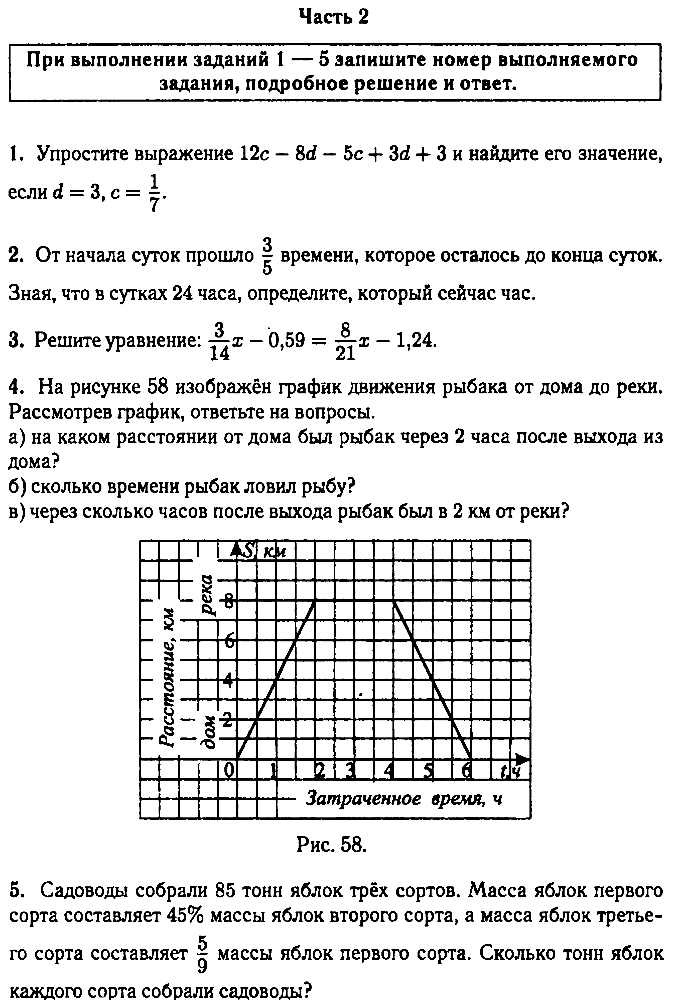 Часть 2
При выполнении заданий 1 — 5 запишите номер выполняемого
задания, подробное решение и ответ.
1. Упростите выражение 12c − 8d − 5c + 3d + 3 и найдите его значение,
если d = 3, c = 1/7.
2. От начала суток прошло 3/5 времени, которое осталось до конца суток.
Зная, что в сутках 24 часа, определите, который сейчас час.
3. Решите уравнение: 3/14 x − 0,59 = 8/21 x − 1,24.
4. На рисунке 58 изображён график движения рыбака от дома до реки.
Рассмотрев график, ответьте на вопросы.
а) на каком расстоянии от дома был рыбак через 2 часа после выхода из
дома?
б) сколько времени рыбак ловил рыбу?
в) через сколько часов после выхода рыбак был в 2 км от реки?
S, км
река
8
Расстояние, км
6
4
2
дом
0 1 2 3 4 5 6 t,ч
Затраченное время, ч
Рис. 58.
5. Садоводы собрали 85 тонн яблок трёх сортов. Масса яблок первого
сорта составляет 45% массы яблок второго сорта, а масса яблок третье-
го сорта составляет 5/9 массы яблок первого сорта. Сколько тонн яблок
каждого сорта собрали садоводы?